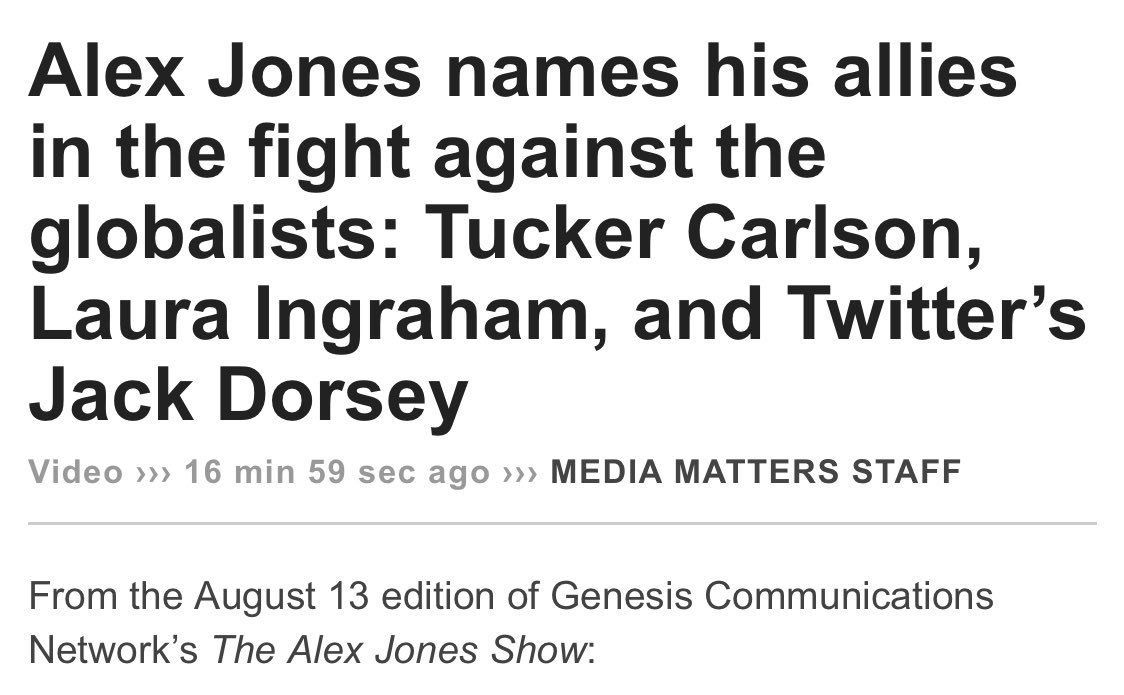 Alex Jones names his allies
in the fight against the
globalists: Tucker Carlson,
Laura Ingraham, and Twitter’s
Jack Dorsey
Video ››› 16 min 59 sec ago ››› MEDIA MATTERS STAFF
From the August 13 edition of Genesis Communications
Network’s The Alex Jones Show: